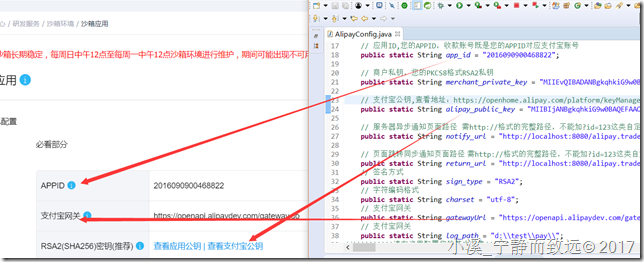 研发服务 / 沙箱环境 / 沙箱应用
沙箱长期稳定，每周日中午12点至每周一中午12点沙箱环境进行维护，期间可能出现不可用
应用
配置
必看部分
APPID
2016090900468822
支付宝网关
https://openapi.alipaydev.com/gateway.do
RSA2(SHA256)密钥(推荐)
查看应用公钥 | 查看支付宝公钥
AlipayConfig.java
17 // 应用ID,您的APPID，收款账号既是您的APPID对应支付宝账号
18 public static String app_id = "2016090900468822";
19
20 // 商户私钥，您的PKCS8格式RSA2私钥
21 public static String merchant_private_key = "MIIEvQIBADANBgkqhkiG9w0BAQEFAASC
22
23 // 支付宝公钥,查看地址：https://openhome.alipay.com/platform/keyManage
24 public static String alipay_public_key = "MIIBIjANBgkqhkiG9w0BAQEFAAOC
25
26 // 服务器异步通知页面路径 需http://格式的完整路径，不能加?id=123这类自定
27 public static String notify_url = "http://localhost:8080/alipay.trade
28
29 // 页面跳转同步通知页面路径 需http://格式的完整路径，不能加?id=123这类自
30 public static String return_url = "http://localhost:8080/alipay.trade
31 // 签名方式
32 public static String sign_type = "RSA2";
33 // 字符编码格式
34 public static String charset = "utf-8";
35 // 支付宝网关
36 public static String gatewayUrl = "https://openapi.alipaydev.com/gate
37 // 支付宝网关
38 public static String log_path = "d:\\test\\pay\\";
小溪_宁静而致远© 2017